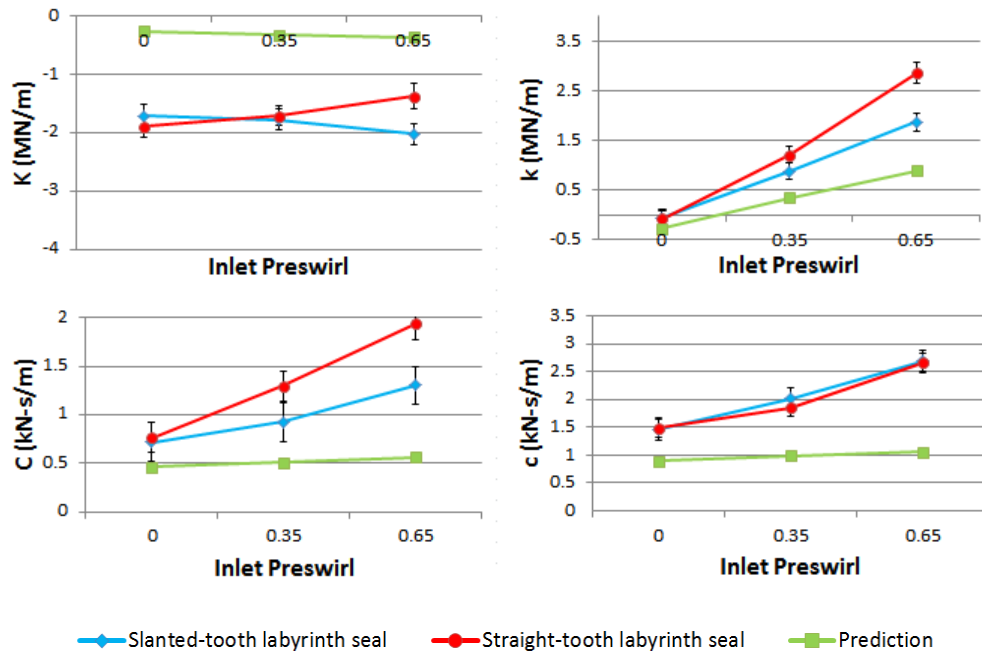 0
-1
-2
-3
-4
K (MN/m)
0 0.35 0.65
Inlet Preswirl
3.5
2.5
1.5
0.5
-0.5
k (MN/m)
0 0.35 0.65
Inlet Preswirl
2
1.5
1
0.5
0
C (kN-s/m)
0 0.35 0.65
Inlet Preswirl
3.5
3
2.5
2
1.5
1
0.5
0
c (kN-s/m)
0 0.35 0.65
Inlet Preswirl
Slanted-tooth labyrinth seal Straight-tooth labyrinth seal Prediction